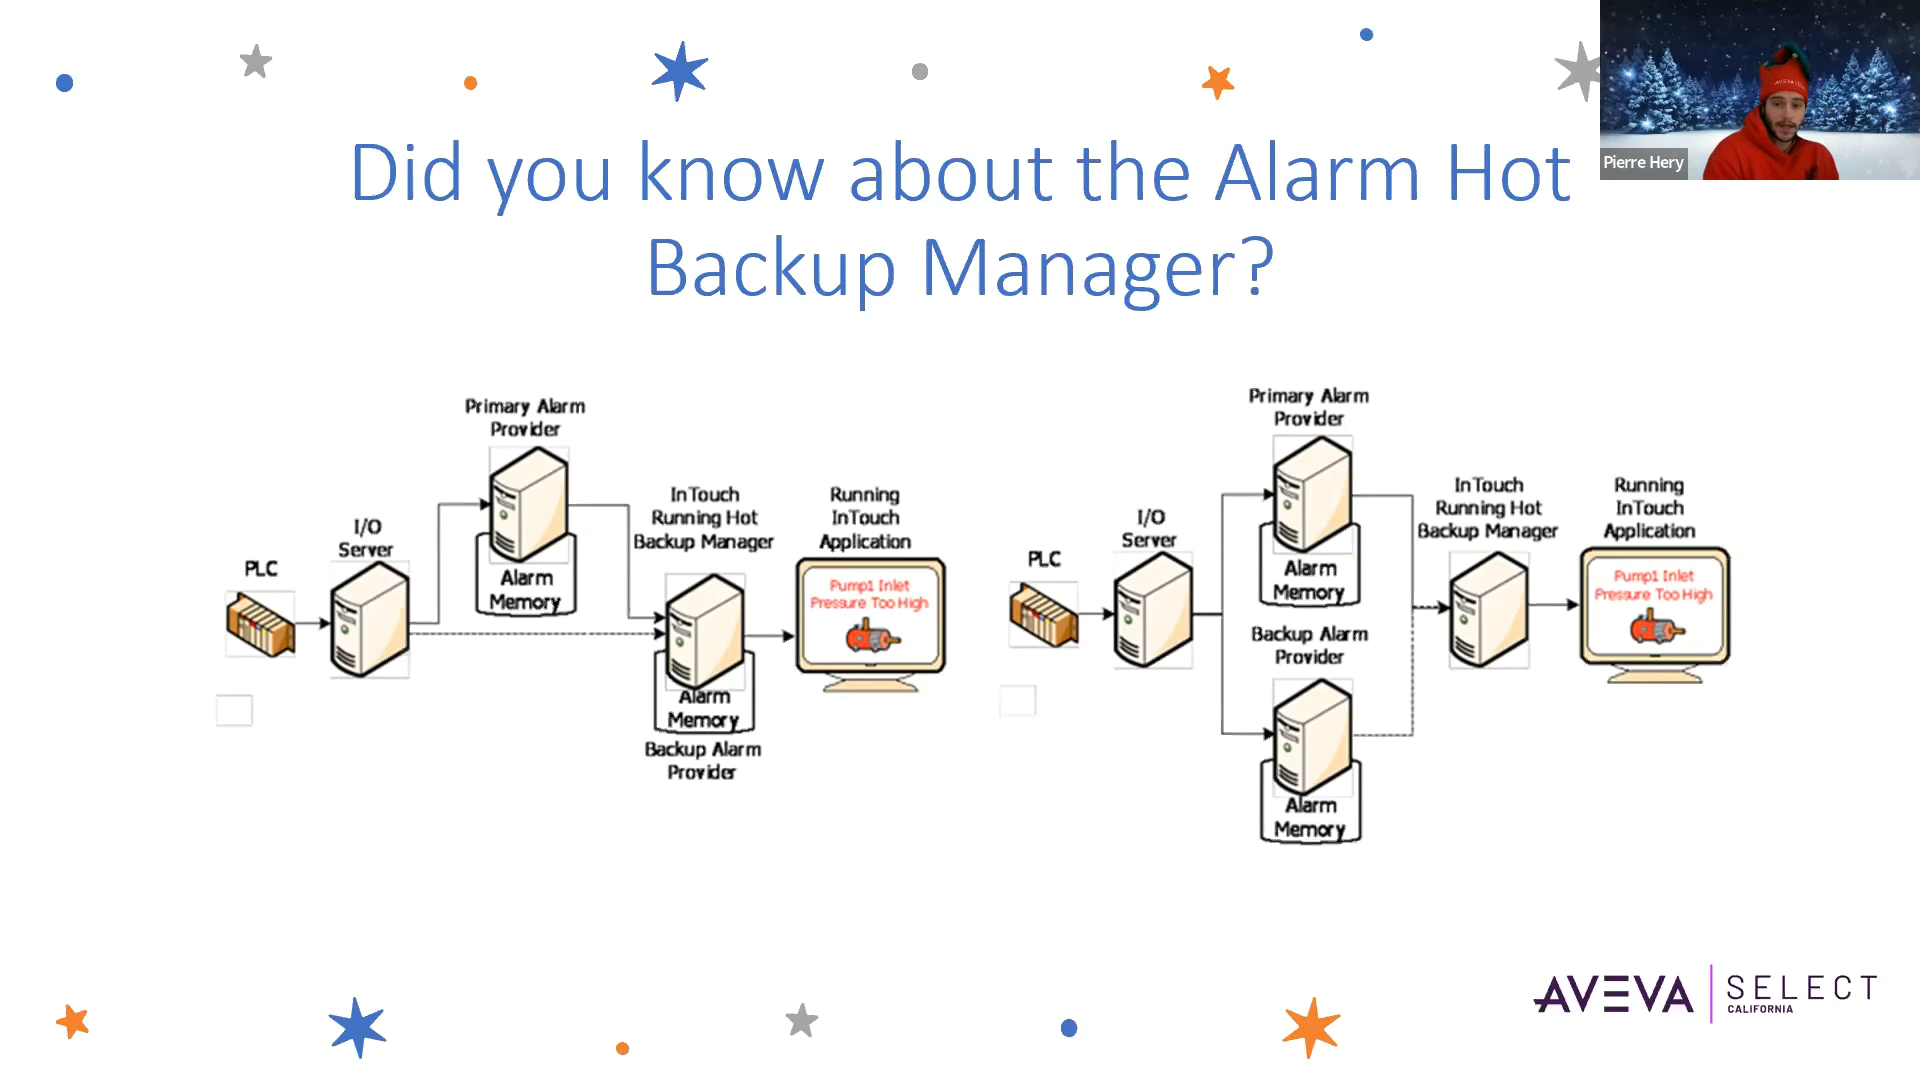 Did you know about the Alarm Hot
Backup Manager?
Pierre Hery
Primary Alarm
Provider
Alarm
Memory
I/O
Server
PLC
InTouch
Running Hot
Backup Manager
Alarm
Memory
Backup Alarm
Provider
Running
InTouch
Application
Pump1 Inlet
Pressure Too High
Primary Alarm
Provider
Alarm
Memory
I/O
Server
PLC
Backup Alarm
Provider
Alarm
Memory
InTouch
Running Hot
Backup Manager
Running
InTouch
Application
Pump1 Inlet
Pressure Too High
AVEVA SELECT
CALIFORNIA